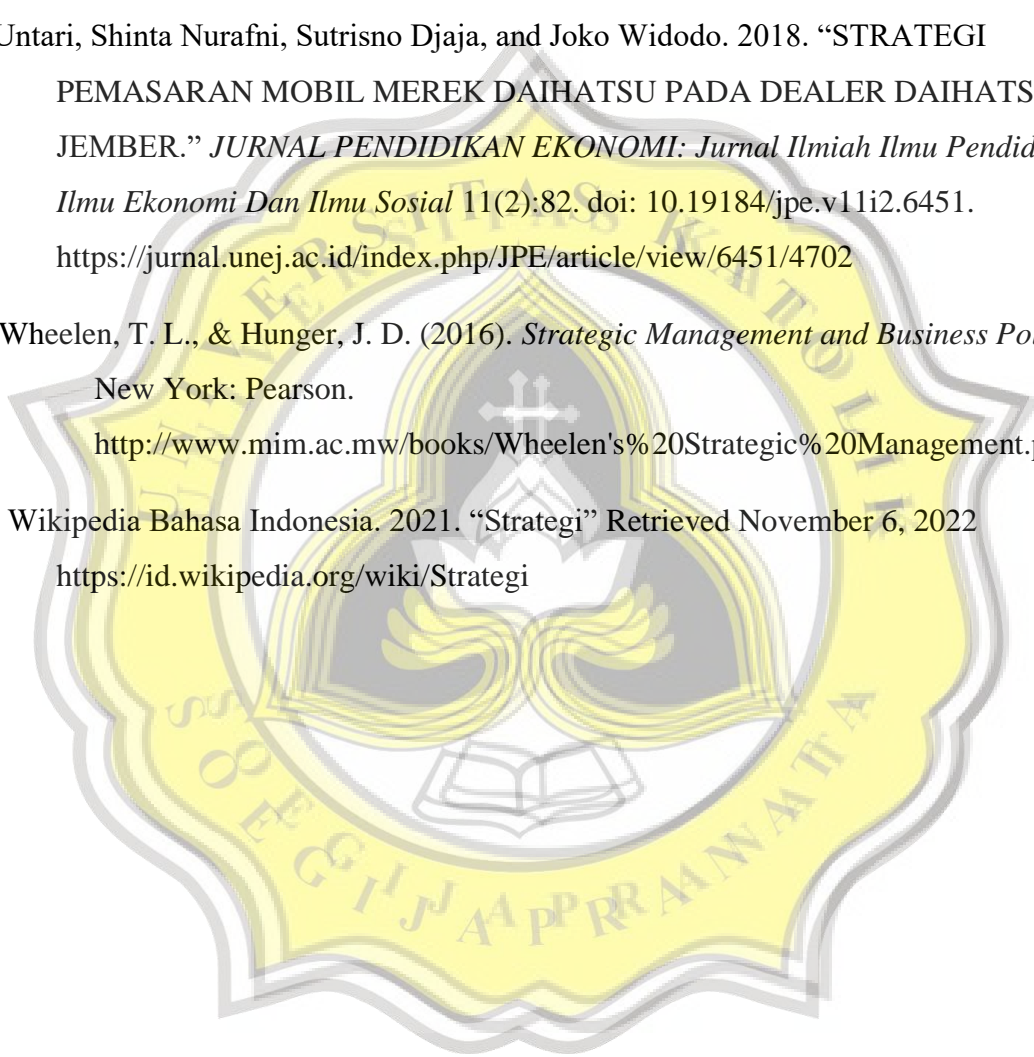 Untari, Shinta Nurafni, Sutrisno Djaja, and Joko Widodo. 2018. “STRATEGI
PEMASARAN MOBIL MEREK DAIHATSU PADA DEALER DAIHATS
JEMBER.” JURNAL PENDIDIKAN EKONOMI: Jurnal Ilmiah Ilmu Pendid
Ilmu Ekonomi Dan Ilmu Sosial 11(2):82. doi: 10.19184/jpe.v11i2.6451.
https://jurnal.unej.ac.id/index.php/JPE/article/view/6451/4702
Wheelen, T. L., & Hunger, J. D. (2016). Strategic Management and Business Po
New York: Pearson.
http://www.mim.ac.mw/books/Wheelen's%20Strategic%20Management.p
Wikipedia Bahasa Indonesia. 2021. “Strategi” Retrieved November 6, 2022
https://id.wikipedia.org/wiki/Strategi
UNIVERSITAS KATOLIK
SOEGIJAPRANATA